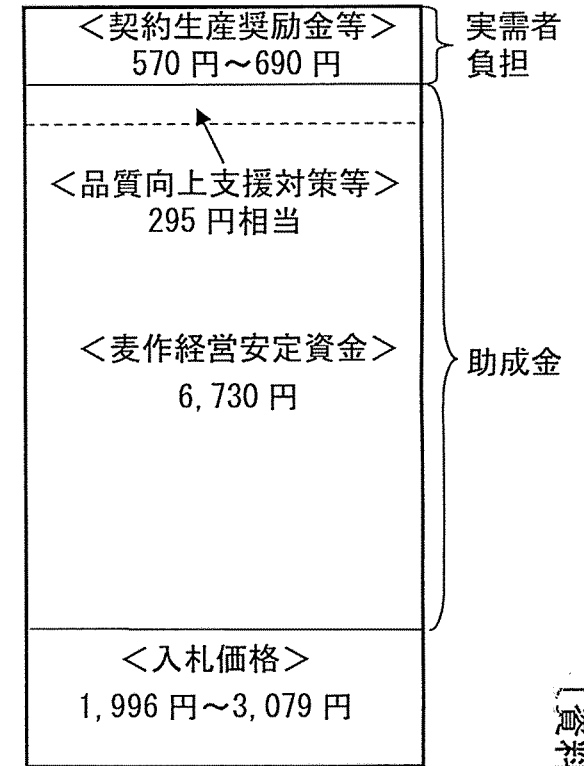 <契約生産奨励金等>
570 円～690 円
実需者
負担
<品質向上支援対策等>
295 円相当
<麦作経営安定資金>
6,730 円
助成金
<入札価格>
1,996 円～3,079 円
〔資料